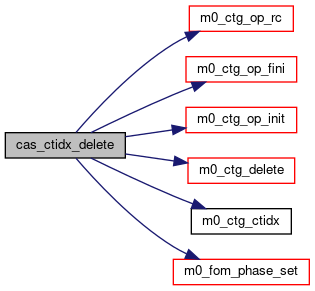 m0_ctg_op_rc
m0_ctg_op_fini
m0_ctg_op_init
cas_ctidx_delete
m0_ctg_delete
m0_ctg_ctidx
m0_fom_phase_set